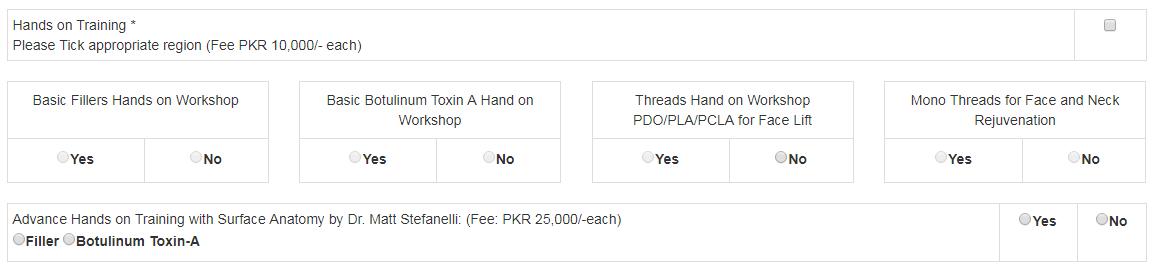 Hands on Training *
Please Tick appropriate region (Fee PKR 10,000/- each)
Basic Fillers Hands on Workshop
Yes No
Basic Botulinum Toxin A Hand on
Workshop
Yes No
Threads Hand on Workshop
PDO/PLA/PCLA for Face Lift
Yes No
Mono Threads for Face and Neck
Rejuvenation
Yes No
Advance Hands on Training with Surface Anatomy by Dr. Matt Stefanelli: (Fee: PKR 25,000/-each)
Filler Botulinum Toxin-A
Yes No